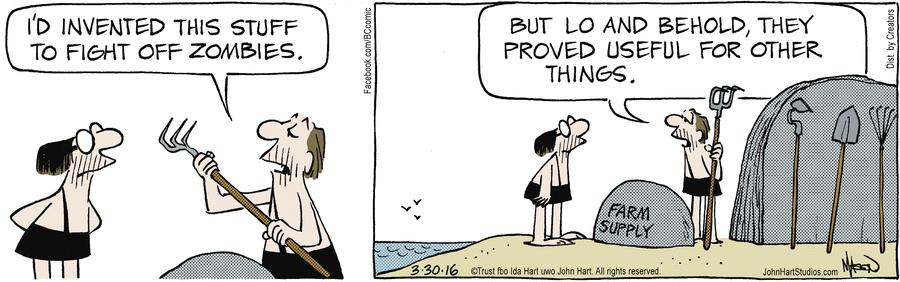 I'D INVENTED THIS STUFF
TO FIGHT OFF ZOMBIES.
Facebook.com/BCcomic
BUT LO AND BEHOLD, THEY
PROVED USEFUL FOR OTHER
THINGS.
Dist. by Creators
FARM
SUPPLY
3·30·16 ©Trust fbo Ida Hart uwo John Hart. All rights reserved. JohnHartStudios.com
MASON